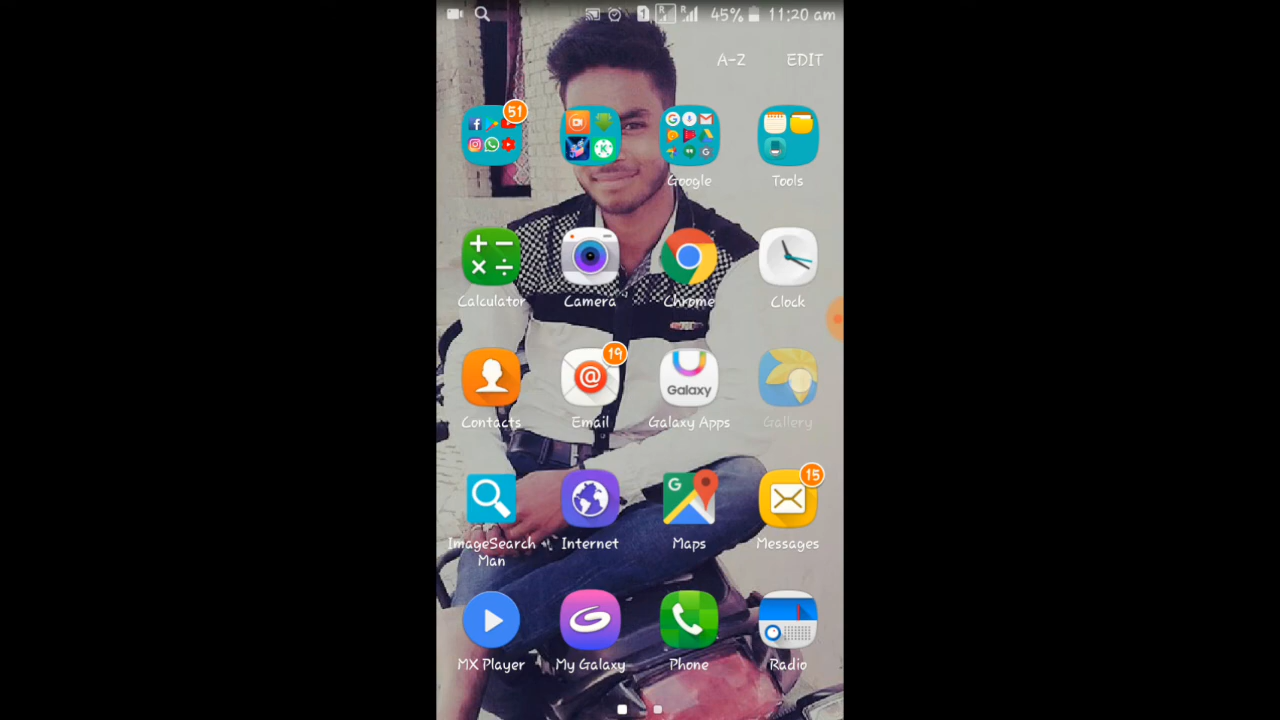 1 45% 11:20 am
A-Z EDIT
51
Google Tools
Calculator Camera Chrome Clock
19
Galaxy
Contacts Email Galaxy Apps Gallery
15
ImageSearch Man Internet Maps Messages
MX Player My Galaxy Phone Radio